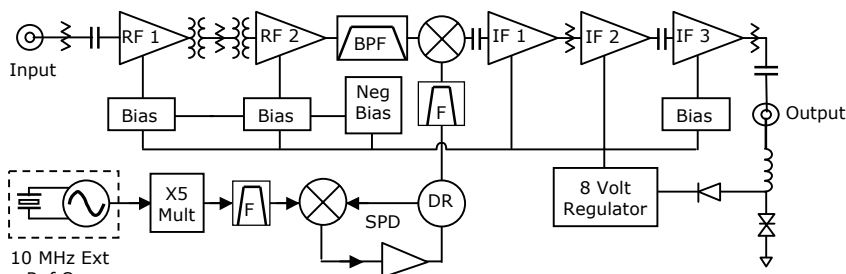 RF 1
RF 2
BPF
IF 1
IF 2
IF 3
Input
Neg
Bias
F
Bias
Bias
Bias
Output
X5
Mult
F
SPD
DR
8 Volt
Regulator
10 MHz Ext